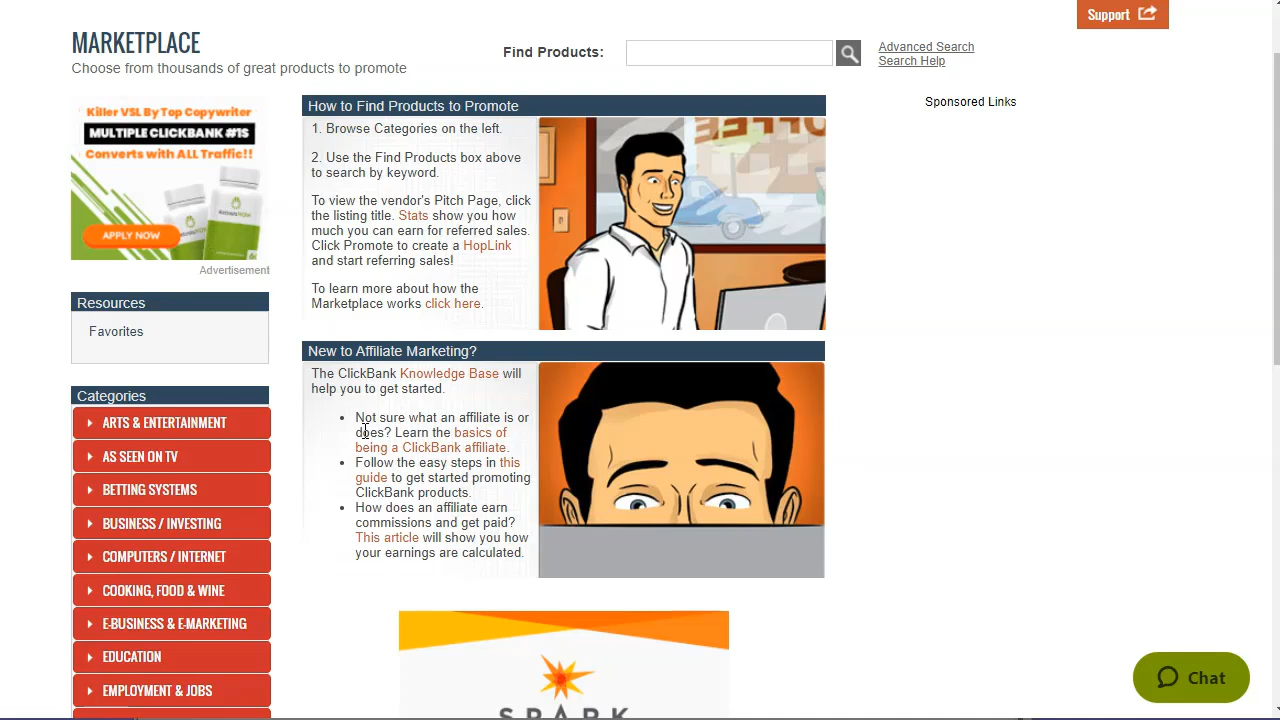 Support
MARKETPLACE
Choose from thousands of great products to promote
Find Products:
Advanced Search
Search Help
Killer VSL By Top Copywriter
MULTIPLE CLICKBANK #1S
Converts with ALL Traffic!!
APPLY NOW
Advertisement
Resources
Favorites
Categories
ARTS & ENTERTAINMENT
AS SEEN ON TV
BETTING SYSTEMS
BUSINESS / INVESTING
COMPUTERS / INTERNET
COOKING, FOOD & WINE
E-BUSINESS & E-MARKETING
EDUCATION
EMPLOYMENT & JOBS
How to Find Products to Promote
1. Browse Categories on the left.
2. Use the Find Products box above
to search by keyword.
To view the vendor's Pitch Page, click
the listing title. Stats show you how
much you can earn for referred sales.
Click Promote to create a HopLink
and start referring sales!
To learn more about how the
Marketplace works click here.
COFFEE
New to Affiliate Marketing?
The ClickBank Knowledge Base will
help you to get started.
• Not sure what an affiliate is or
does? Learn the basics of
being a ClickBank affiliate.
• Follow the easy steps in this
guide to get started promoting
ClickBank products.
• How does an affiliate earn
commissions and get paid?
This article will show you how
your earnings are calculated.
SPARK
Sponsored Links
Chat